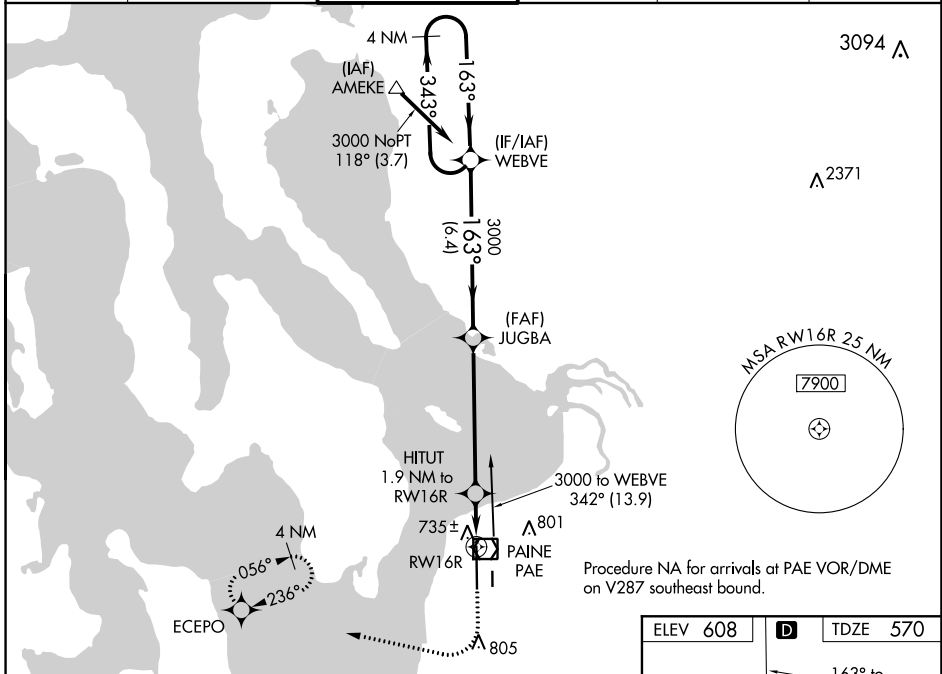 4 NM
3094
(IAF)
AMEKE
343°
163°
3000 NoPT
118° (3.7)
(IF/IAF)
WEBVE
2371
3000
163°
(6.4)
(FAF)
JUGBA
MSA RW16R 25 NM
7900
HITUT
1.9 NM to
RW16R
3000 to WEBVE
342° (13.9)
735±
801
RW16R
PAINE
PAE
4 NM
056°
236°
ECEPO
805
Procedure NA for arrivals at PAE VOR/DME
on V287 southeast bound.
ELEV 608
D
TDZE 570
163° to